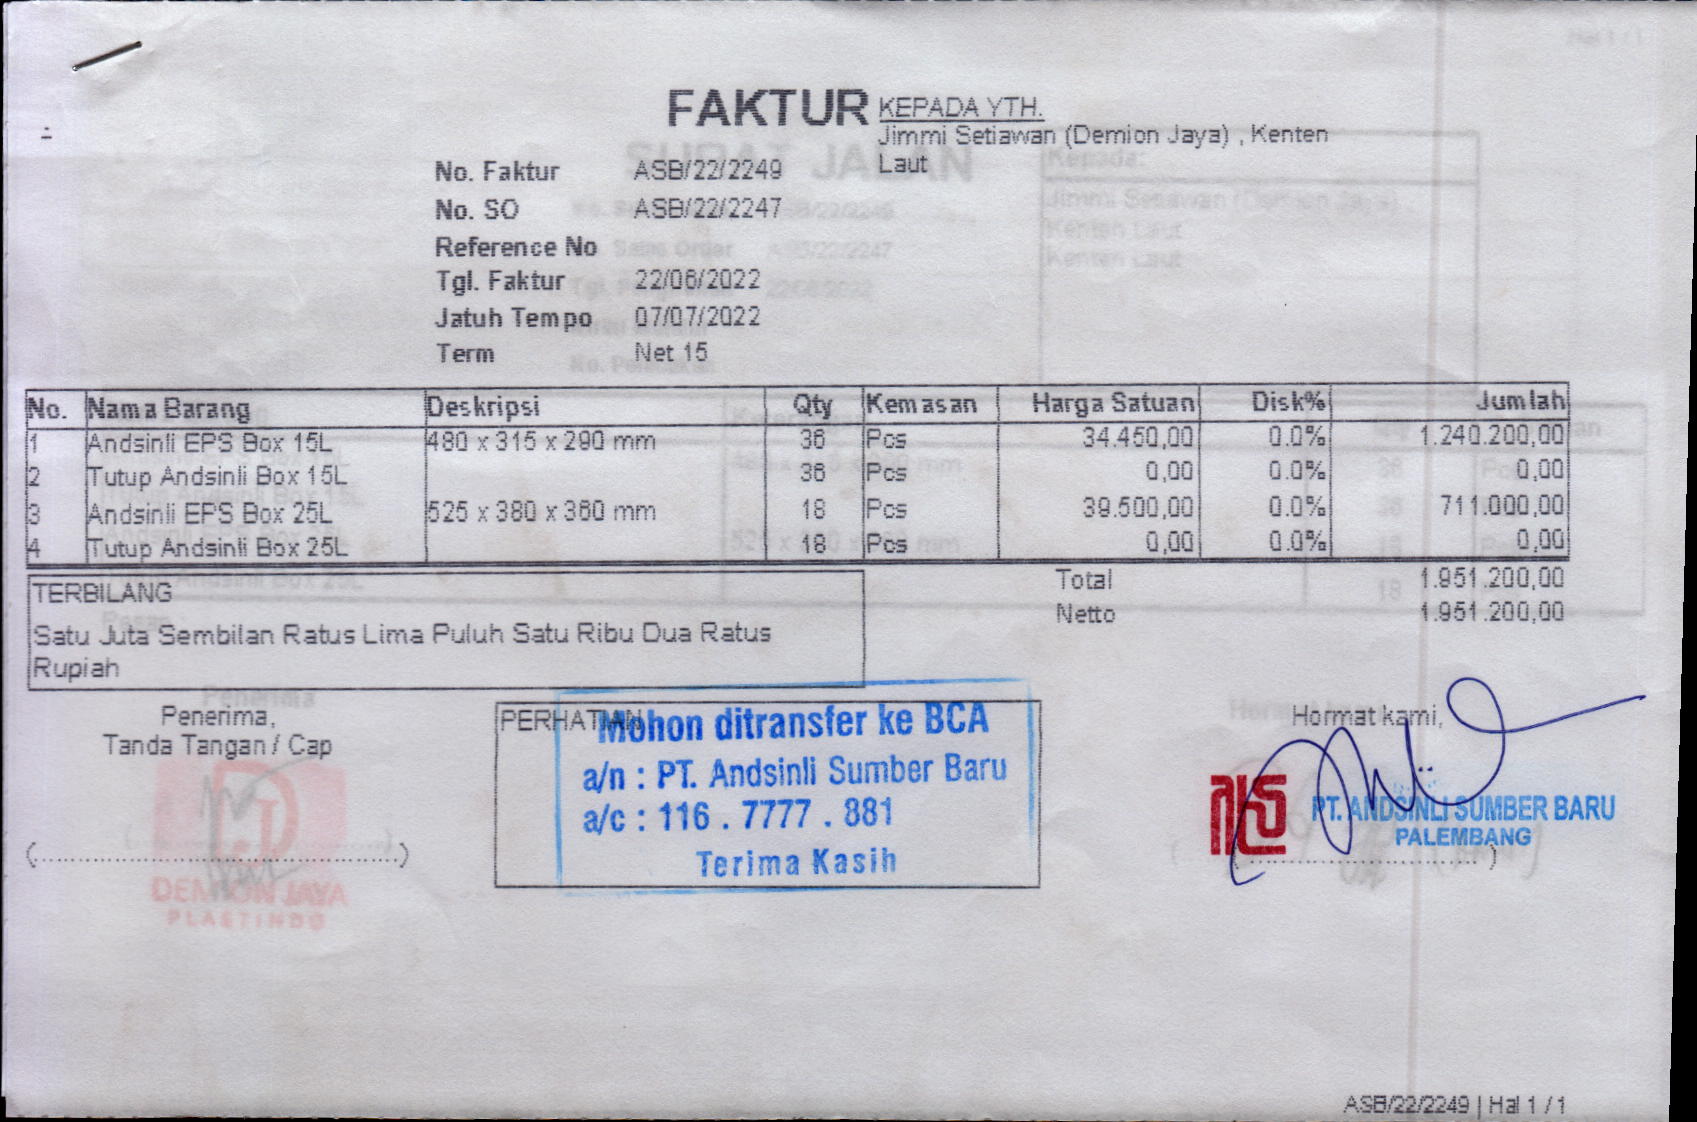 FAKTUR
KEPADA YTH.
Jimmi Setiawan (Demion Jaya) , Kenten
Laut
No. Faktur ASB/22/2249
No. SO ASB/22/2247
Reference No
Tgl. Faktur 22/06/2022
Jatuh Tempo 07/07/2022
Term Net 15
No. Nama Barang Deskripsi Qty Kemasan Harga Satuan Disk% Jumlah
1 Andsinli EPS Box 15L 480 x 315 x 290 mm 36 Pcs 34.450,00 0.0% 1.240.200,00
2 Tutup Andsinli Box 15L 36 Pcs 0,00 0.0% 0,00
3 Andsinli EPS Box 25L 525 x 380 x 360 mm 18 Pcs 39.500,00 0.0% 711.000,00
4 Tutup Andsinli Box 25L 18 Pcs 0,00 0.0% 0,00
Total 1.951.200,00
Netto 1.951.200,00
TERBILANG
Satu Juta Sembilan Ratus Lima Puluh Satu Ribu Dua Ratus
Rupiah
Penerima,
Tanda Tangan / Cap
(....................................................)
DEMION JAYA
PLASTINDO
PERHATIAN
Mohon ditransfer ke BCA
a/n : PT. Andsinli Sumber Baru
a/c : 116 . 7777 . 881
Terima Kasih
Hormat kami,
PT. ANDSINLI SUMBER BARU
PALEMBANG
ASB/22/2249 | Hal 1 / 1